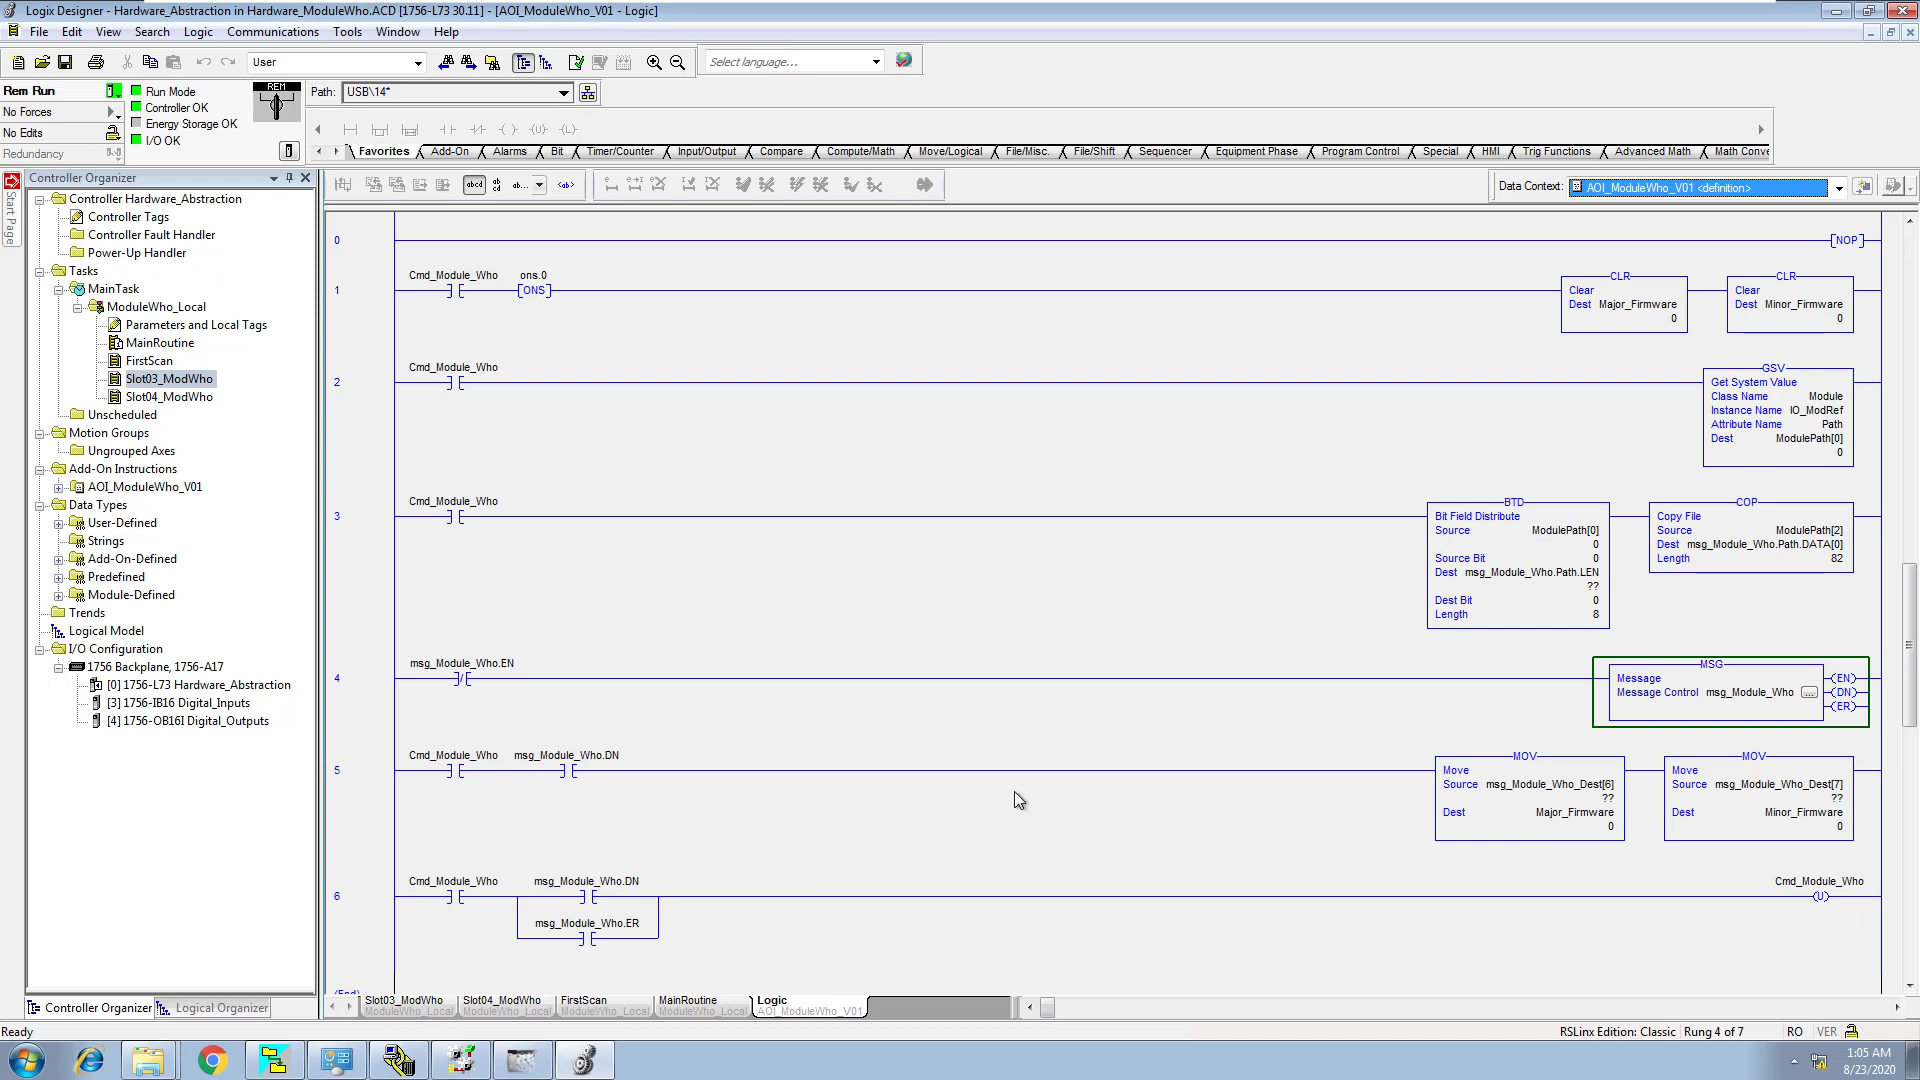 Logix Designer - Hardware_Abstraction in Hardware_ModuleWho.ACD [1756-L73 30.11] - [AOI_ModuleWho_V01 - Logic]
File Edit View Search Logic Communications Tools Window Help
User
Select language...
Rem Run
Run Mode
REM
Path: USB\14*
No Forces
Controller OK
No Edits
Energy Storage OK
Redundancy
I/O OK
Favorites Add-On Alarms Bit Timer/Counter Input/Output Compare Compute/Math Move/Logical File/Misc. File/Shift Sequencer Equipment Phase Program Control Special HMI Trig Functions Advanced Math Math Conve
Start Page
Controller Organizer
abcd ab cd ab... <ab>
Data Context: AOI_ModuleWho_V01 <definition>
Controller Hardware_Abstraction
Controller Tags
Controller Fault Handler
Power-Up Handler
Tasks
MainTask
ModuleWho_Local
Parameters and Local Tags
MainRoutine
FirstScan
Slot03_ModWho
Slot04_ModWho
Unscheduled
Motion Groups
Ungrouped Axes
Add-On Instructions
AOI_ModuleWho_V01
Data Types
User-Defined
Strings
Add-On-Defined
Predefined
Module-Defined
Trends
Logical Model
I/O Configuration
1756 Backplane, 1756-A17
[0] 1756-L73 Hardware_Abstraction
[3] 1756-IB16 Digital_Inputs
[4] 1756-OB16I Digital_Outputs
Controller Organizer
Logical Organizer
0
NOP
1
Cmd_Module_Who
ons.0
ONS
CLR
Clear
Dest Major_Firmware
0
CLR
Clear
Dest Minor_Firmware
0
2
Cmd_Module_Who
GSV
Get System Value
Class Name Module
Instance Name IO_ModRef
Attribute Name Path
Dest ModulePath[0]
0
3
Cmd_Module_Who
BTD
Bit Field Distribute
Source ModulePath[0]
0
Source Bit 0
Dest msg_Module_Who.Path.LEN
??
Dest Bit 0
Length 8
COP
Copy File
Source ModulePath[2]
Dest msg_Module_Who.Path.DATA[0]
Length 82
4
msg_Module_Who.EN
MSG
Message
Message Control msg_Module_Who ...
EN
DN
ER
5
Cmd_Module_Who
msg_Module_Who.DN
MOV
Move
Source msg_Module_Who_Dest[6]
??
Dest Major_Firmware
0
MOV
Move
Source msg_Module_Who_Dest[7]
??
Dest Minor_Firmware
0
6
Cmd_Module_Who
msg_Module_Who.DN
msg_Module_Who.ER
Cmd_Module_Who
U
(End)
Slot03_ModWho
ModuleWho_Local
Slot04_ModWho
ModuleWho_Local
FirstScan
ModuleWho_Local
MainRoutine
ModuleWho_Local
Logic
AOI_ModuleWho_V01
Ready
RSLinx Edition: Classic Rung 4 of 7 RO VER
1:05 AM
8/23/2020